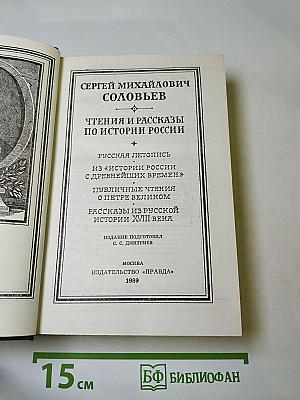 СЕРГЕЙ МИХАЙЛОВИЧ
СОЛОВЬЕВ
ЧТЕНИЯ И РАССКАЗЫ
ПО ИСТОРИИ РОССИИ
РУССКАЯ ЛЕТОПИСЬ
ИЗ «ИСТОРИИ РОССИИ
С ДРЕВНЕЙШИХ ВРЕМЕН»
ПУБЛИЧНЫЕ ЧТЕНИЯ
О ПЕТРЕ ВЕЛИКОМ
РАССКАЗЫ ИЗ РУССКОЙ
ИСТОРИИ XVIII ВЕКА
ИЗДАНИЕ ПОДГОТОВИЛ
С. С. ДМИТРИЕВ
МОСКВА
ИЗДАТЕЛЬСТВО «ПРАВДА»
1989
15 см
БФ БИБЛИОФАН